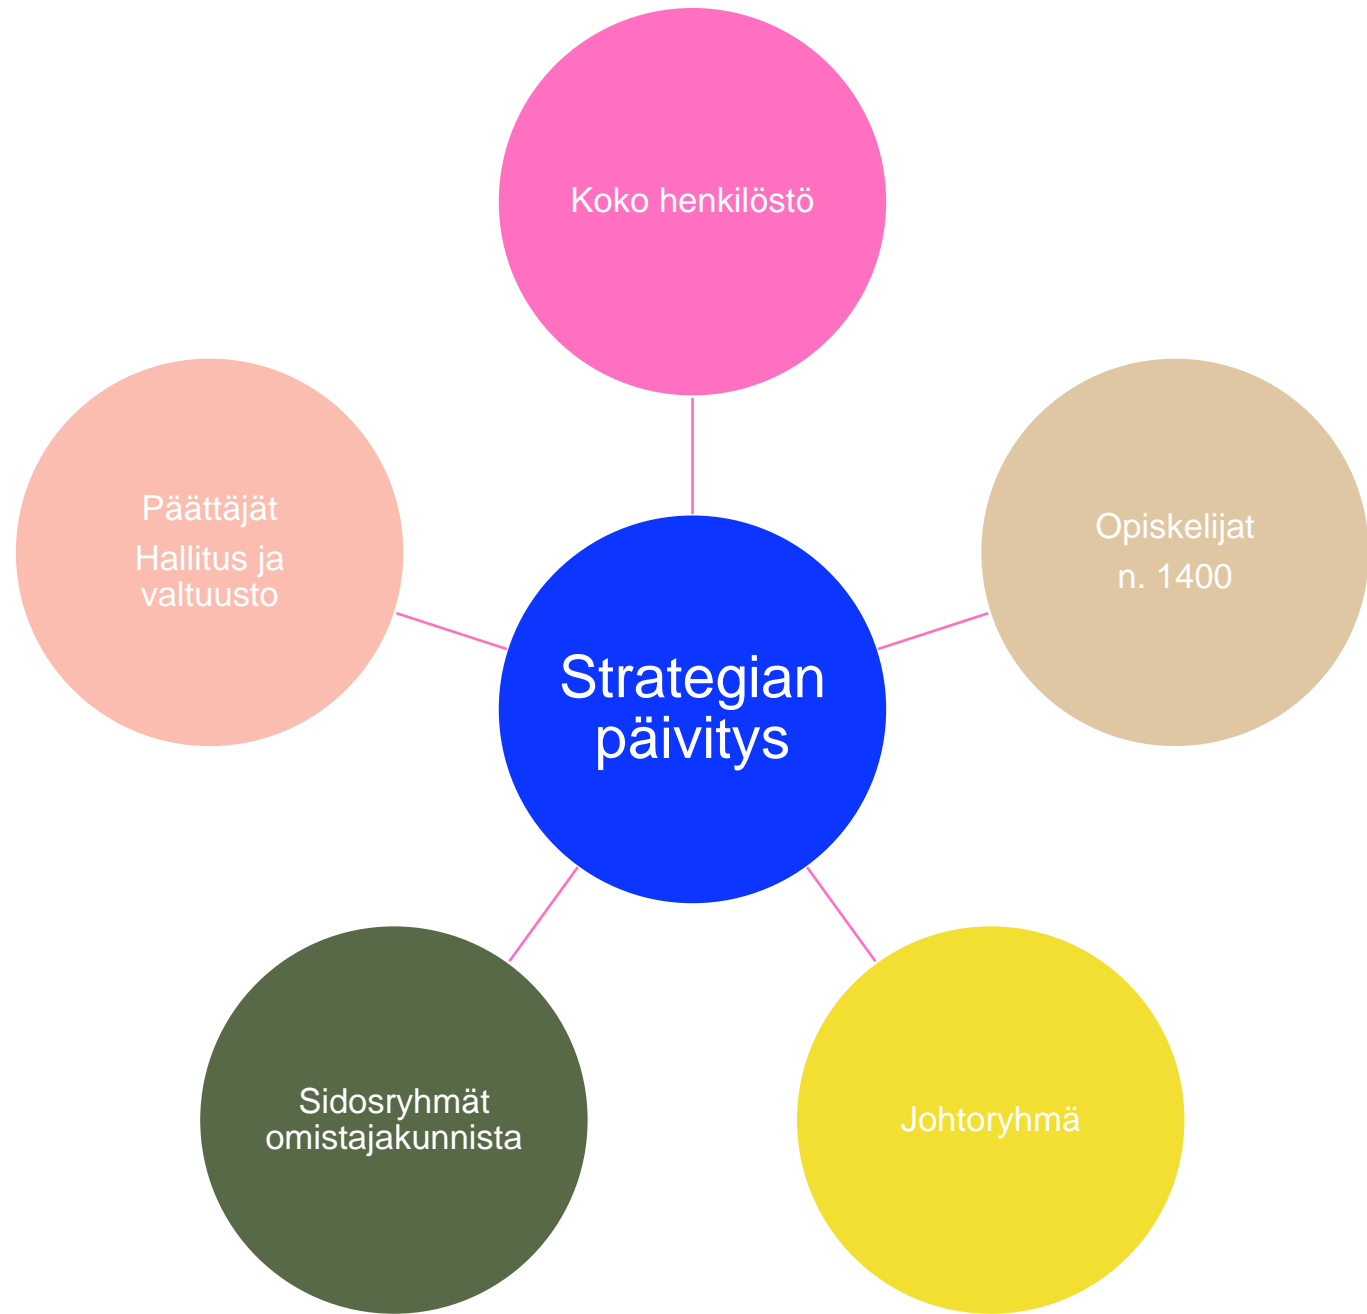 Koko henkilöstö
Päättäjät
Hallitus ja
valtuusto
Opiskelijat
n. 1400
Strategian
päivitys
Sidosryhmät
omistajakunnista
Johtoryhmä